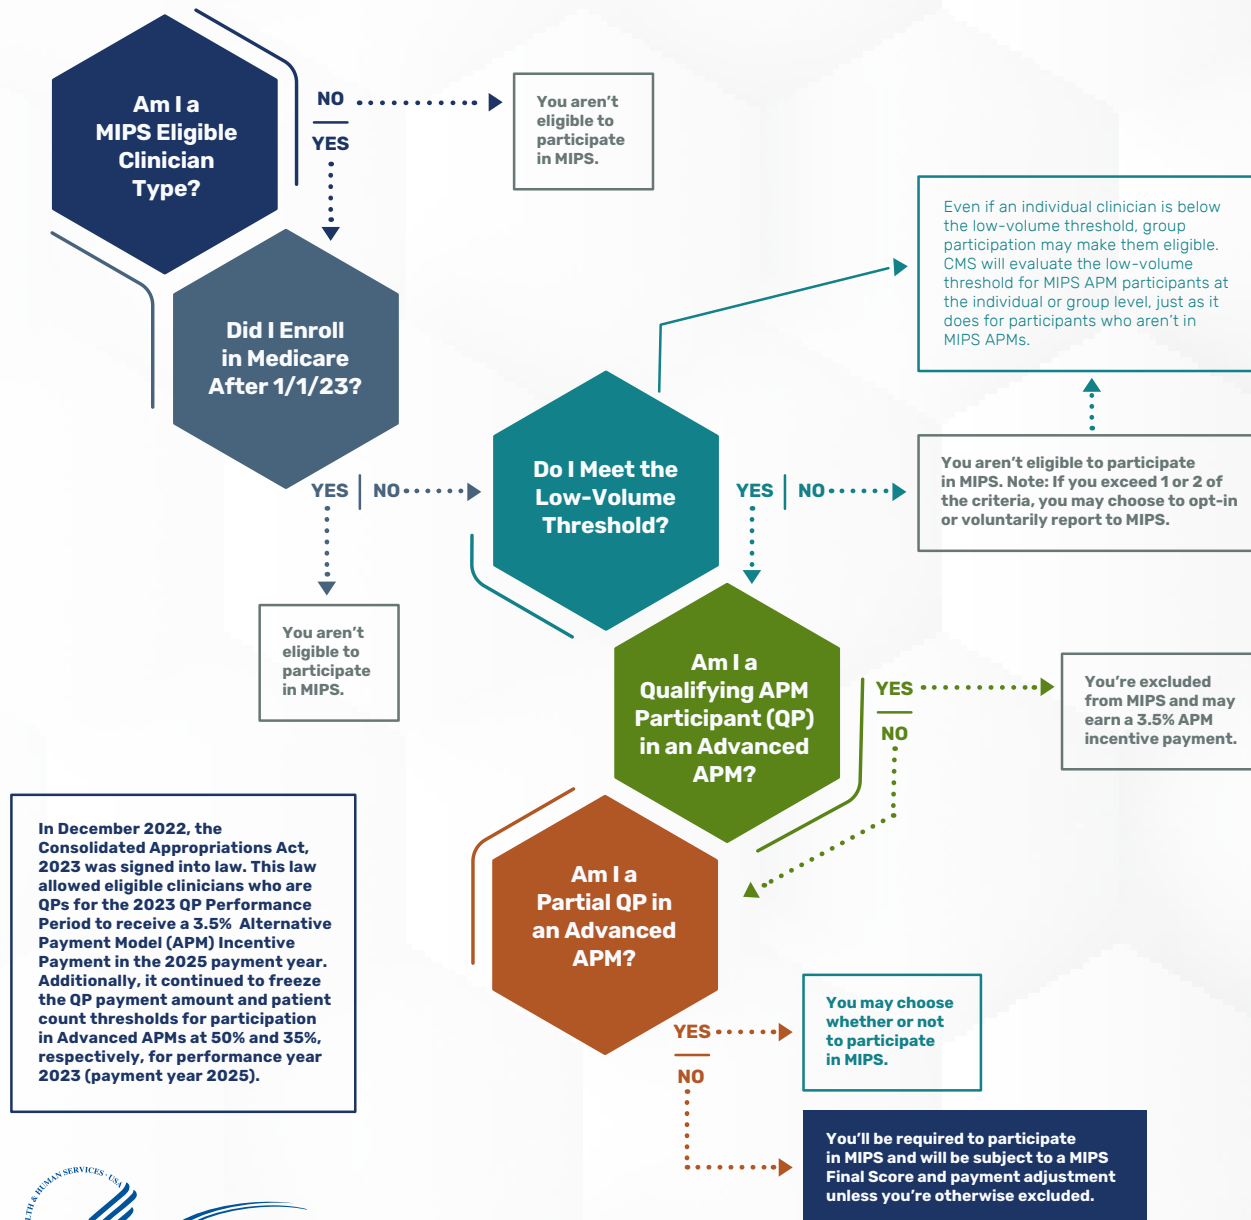 Am I a
MIPS Eligible
Clinician
Type?
NO
YES
You aren't
eligible to
participate
in MIPS.
Did I Enroll
in Medicare
After 1/1/23?
YES | NO
You aren't
eligible to
participate
in MIPS.
Do I Meet the
Low-Volume
Threshold?
Even if an individual clinician is below
the low-volume threshold, group
participation may make them eligible.
CMS will evaluate the low-volume
threshold for MIPS APM participants at
the individual or group level, just as it
does for participants who aren't in
MIPS APMs.
YES | NO
You aren't eligible to participate
in MIPS. Note: If you exceed 1 or 2 of
the criteria, you may choose to opt-in
or voluntarily report to MIPS.
Am I a
Qualifying APM
Participant (QP)
in an Advanced
APM?
YES
NO
You're excluded
from MIPS and may
earn a 3.5% APM
incentive payment.
Am I a
Partial QP in
an Advanced
APM?
YES
NO
You may choose
whether or not
to participate
in MIPS.
You'll be required to participate
in MIPS and will be subject to a MIPS
Final Score and payment adjustment
unless you're otherwise excluded.
In December 2022, the
Consolidated Appropriations Act,
2023 was signed into law. This law
allowed eligible clinicians who are
QPs for the 2023 QP Performance
Period to receive a 3.5% Alternative
Payment Model (APM) Incentive
Payment in the 2025 payment year.
Additionally, it continued to freeze
the QP payment amount and patient
count thresholds for participation
in Advanced APMs at 50% and 35%,
respectively, for performance year
2023 (payment year 2025).
& HUMAN SERVICES · USA